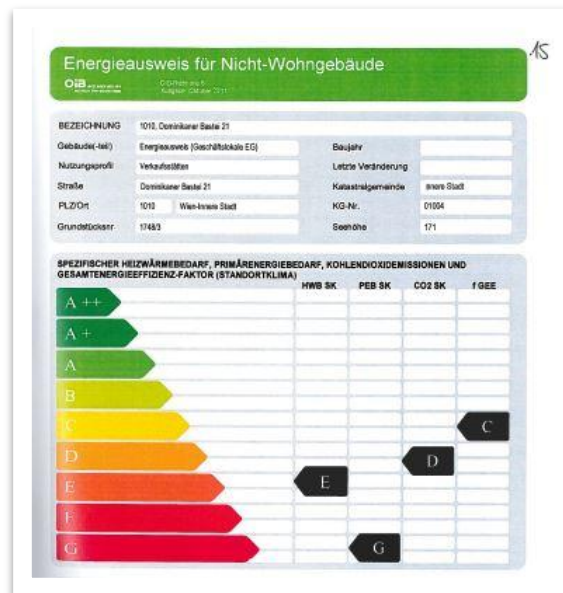 15
Energieausweis für Nicht-Wohngebäude
OiB
BEZEICHNUNG 1010, Dominikaner Bastei 21
Gebäude(-teil) Energieausweis (Geschäftslokale EG) Baujahr
Nutzungsprofil Verkaufsstätten Letzte Veränderung
Straße Dominikaner Bastei 21 Katastralgemeinde Innere Stadt
PLZ/Ort 1010 Wien-Innere Stadt KG-Nr. 01004
Grundstücksnr 1748/3 Seehöhe 171
SPEZIFISCHER HEIZWÄRMEBEDARF, PRIMÄRENERGIEBEDARF, KOHLENDIOXIDEMISSIONEN UND
GESAMTENERGIEEFFIZIENZ-FAKTOR (STANDORTKLIMA)
HWB SK PEB SK CO2 SK f GEE
A ++
A +
A
B
C C
D D
E E
F
G G